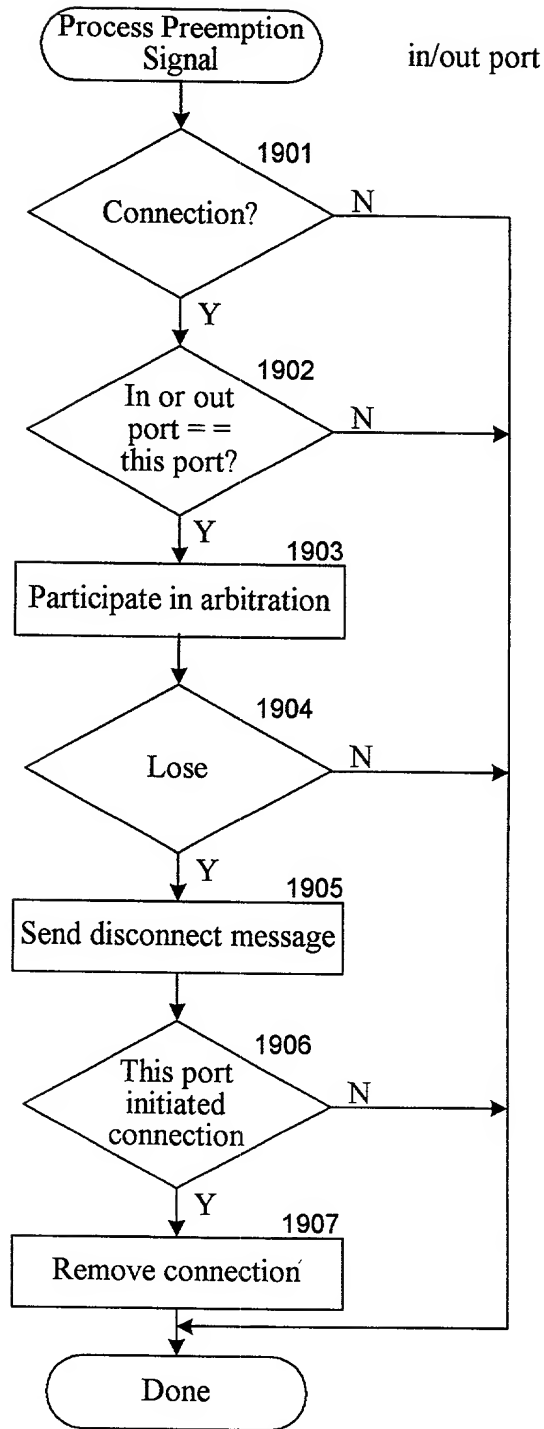 Process Preemption
Signal
in/out port
1901
Connection?
N
Y
1902
In or out
port = =
this port?
N
Y
1903
Participate in arbitration
1904
Lose
N
Y
1905
Send disconnect message
1906
This port
initiated
connection
N
Y
1907
Remove connection
Done